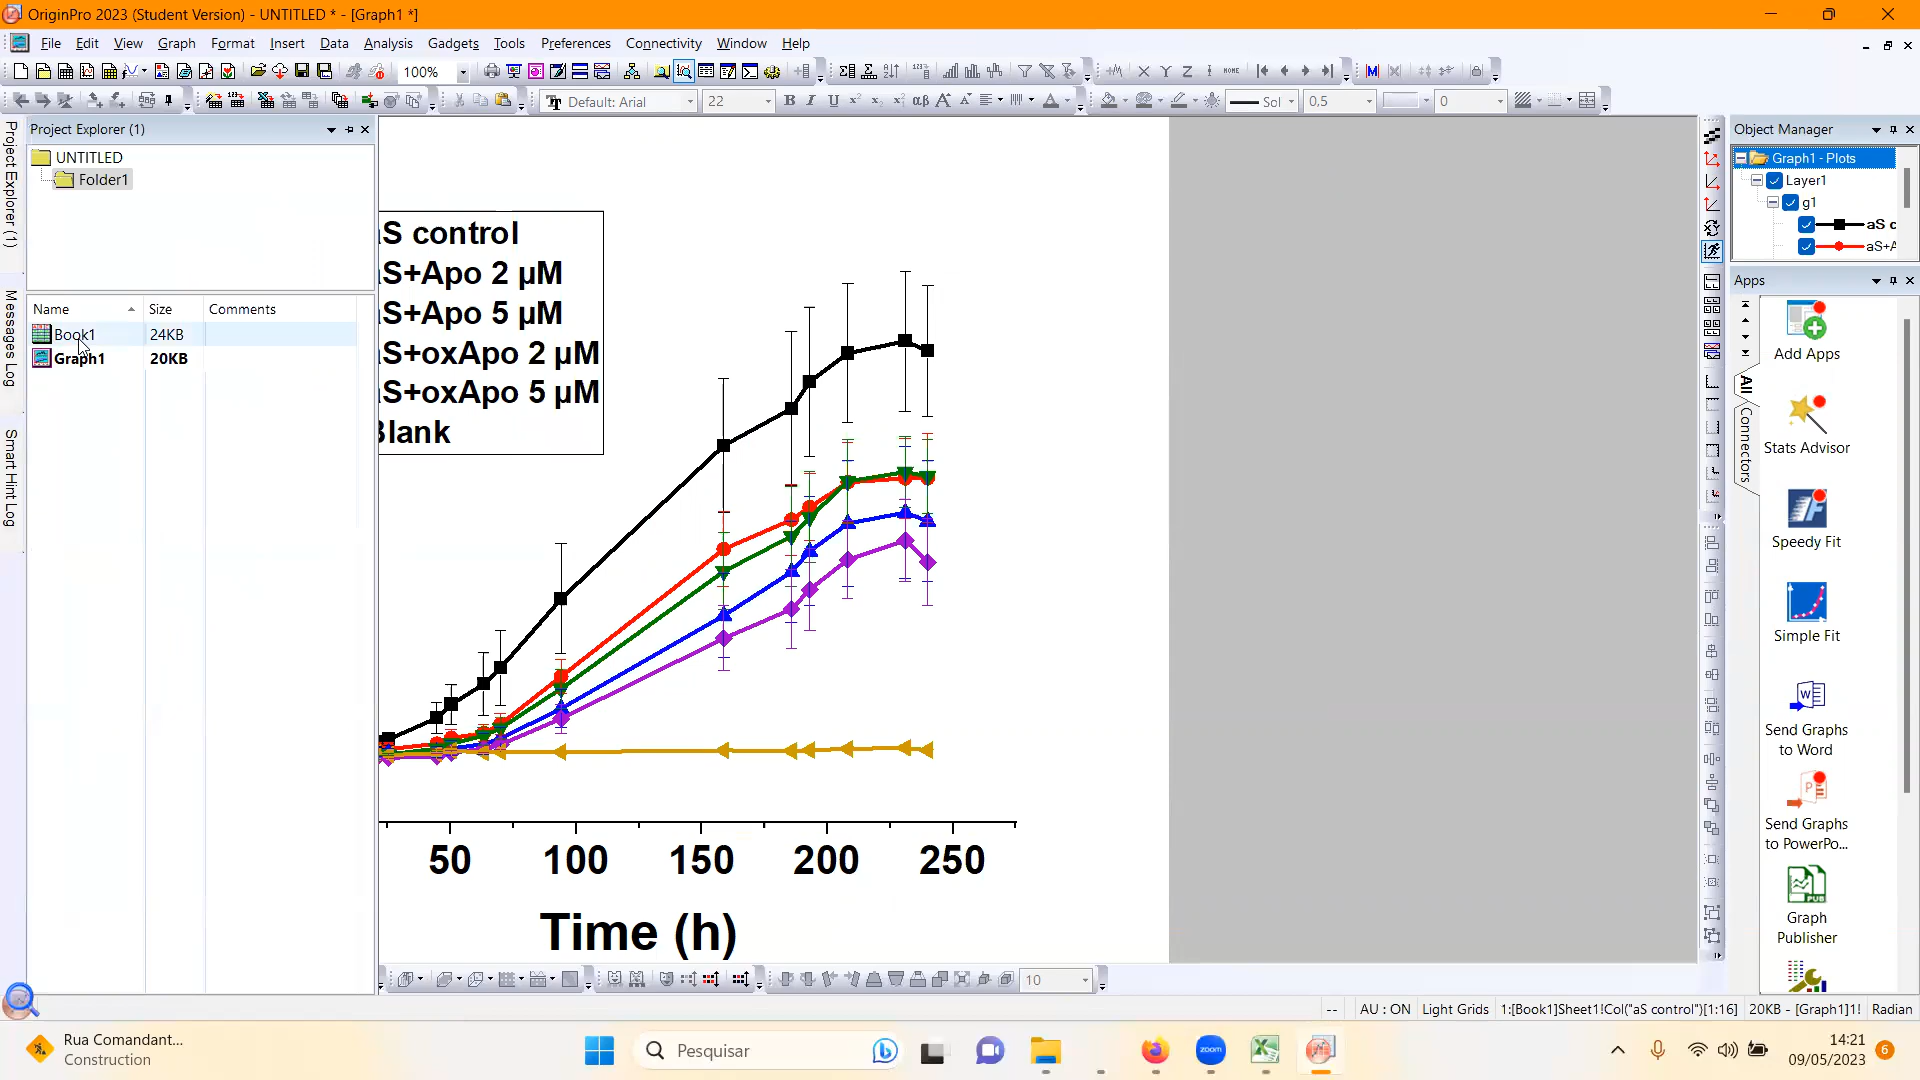 OriginPro 2023 (Student Version) - UNTITLED * - [Graph1 *]
File Edit View Graph Format Insert Data Analysis Gadgets Tools Preferences Connectivity Window Help
100%
Default: Arial 22 B I U αβ Sol 0,5 0
Project Explorer (1)
UNTITLED
Folder1
Name Size Comments
Book1 24KB
Graph1 20KB
Project Explorer (1)
Messages Log
Smart Hint Log
S control
S+Apo 2 µM
S+Apo 5 µM
S+oxApo 2 µM
S+oxApo 5 µM
Blank
50 100 150 200 250
Time (h)
Object Manager
Graph1 - Plots
Layer1
g1
aS c
aS+A
Apps
All
Connectors
Add Apps
Stats Advisor
Speedy Fit
Simple Fit
Send Graphs
to Word
Send Graphs
to PowerPo...
Graph
Publisher
10
-- AU : ON Light Grids 1:[Book1]Sheet1!Col("aS control")[1:16] 20KB - [Graph1]1! Radian
Rua Comandant...
Construction
Pesquisar
zoom
14:21
09/05/2023
6